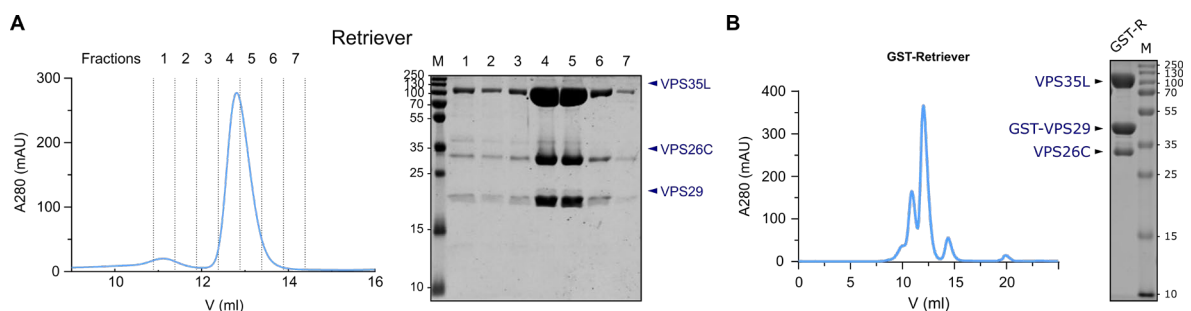 A
Fractions 1 2 3 4 5 6 7
A280 (mAU)
300
200
100
0
10 12 14 16
V (ml)
Retriever
M 1 2 3 4 5 6 7
250
130
100
70
55
35
25
15
10
VPS35L
VPS26C
VPS29
B
GST-Retriever
A280 (mAU)
400
300
200
100
0
0 5 10 15 20
V (ml)
GST-R M
VPS35L
GST-VPS29
VPS26C
250
130
100
70
55
35
25
15
10